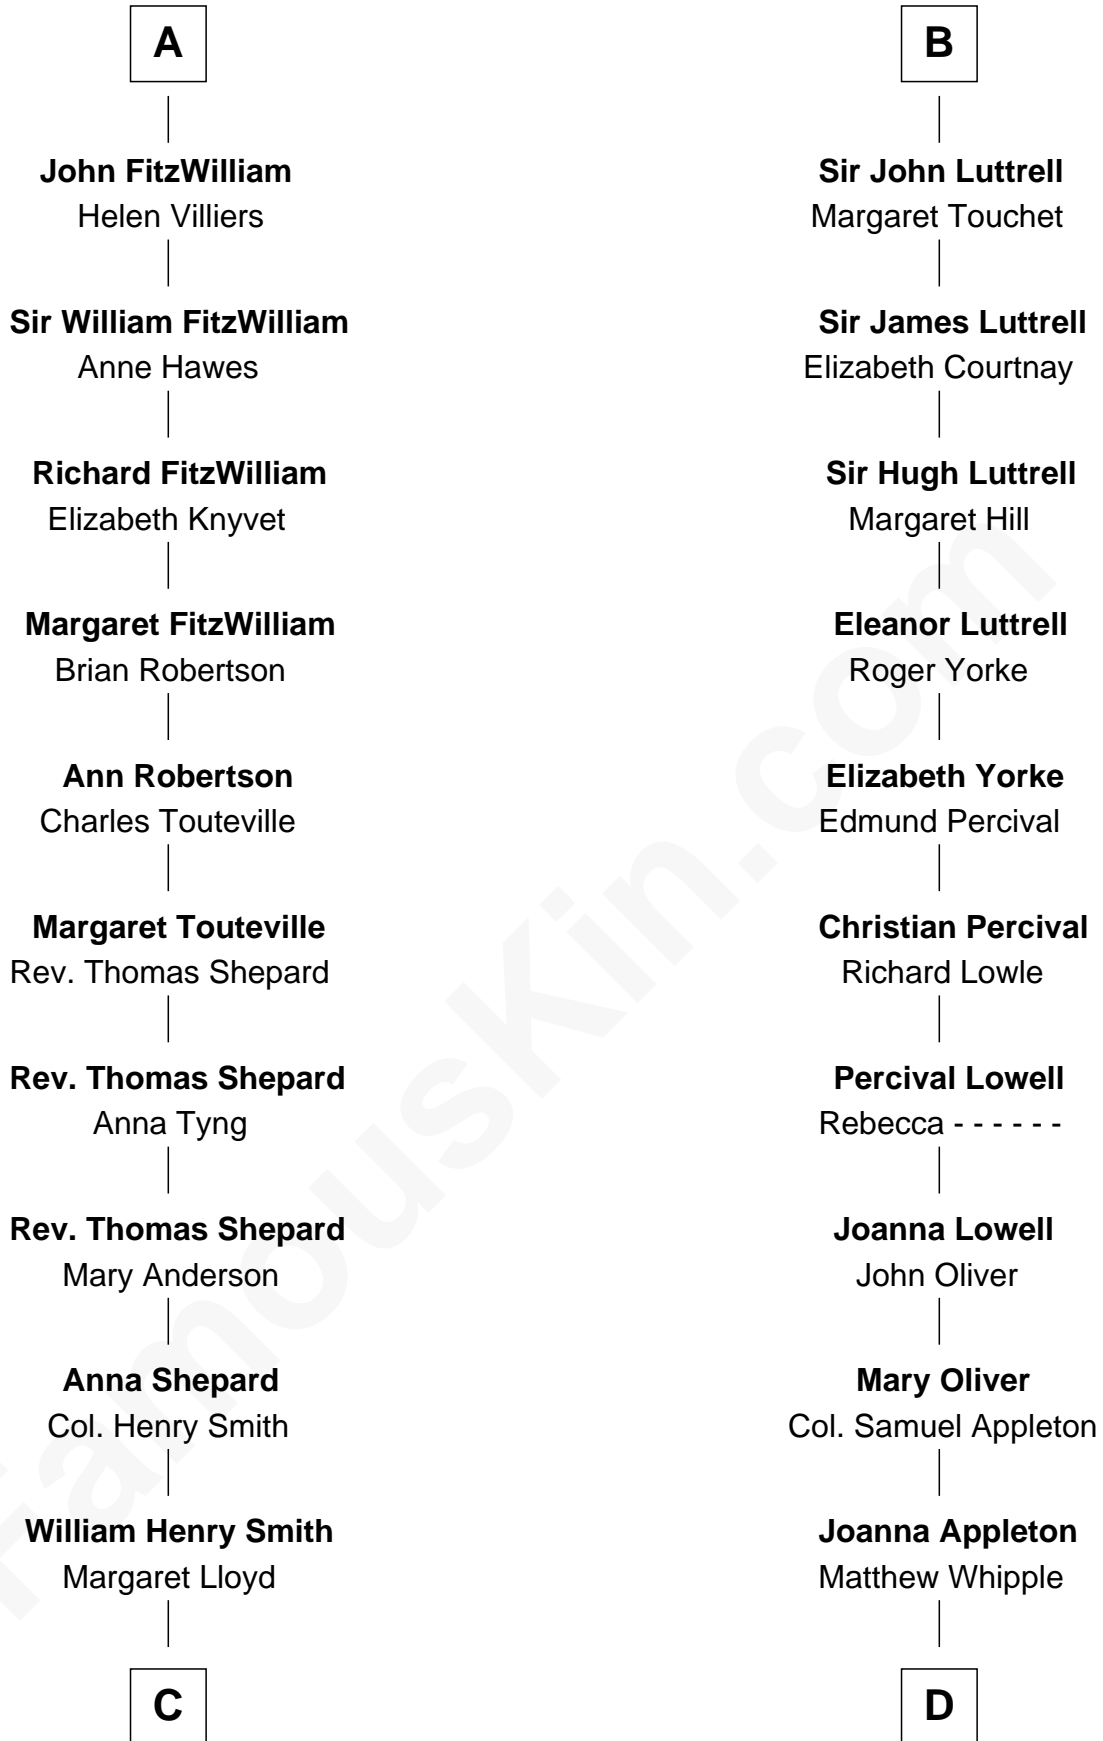 A
John FitzWilliam
Helen Villiers
Sir William FitzWilliam
Anne Hawes
Richard FitzWilliam
Elizabeth Knyvet
Margaret FitzWilliam
Brian Robertson
Ann Robertson
Charles Touteville
Margaret Touteville
Rev. Thomas Shepard
Rev. Thomas Shepard
Anna Tyng
Rev. Thomas Shepard
Mary Anderson
Anna Shepard
Col. Henry Smith
William Henry Smith
Margaret Lloyd
C
B
Sir John Luttrell
Margaret Touchet
Sir James Luttrell
Elizabeth Courtnay
Sir Hugh Luttrell
Margaret Hill
Eleanor Luttrell
Roger Yorke
Elizabeth Yorke
Edmund Percival
Christian Percival
Richard Lowle
Percival Lowell
Rebecca - - - - - -
Joanna Lowell
John Oliver
Mary Oliver
Col. Samuel Appleton
Joanna Appleton
Matthew Whipple
D
FamousKin.com